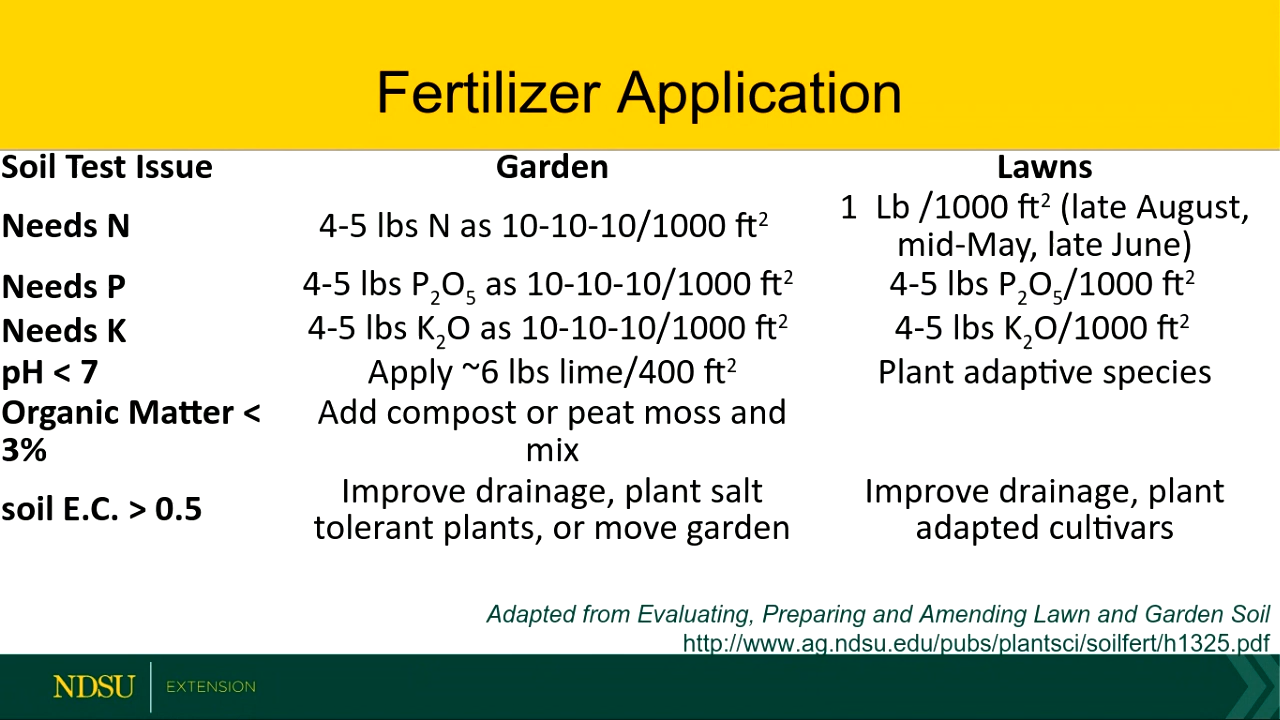 Fertilizer Application
Soil Test Issue Garden Lawns
Needs N 4-5 lbs N as 10-10-10/1000 ft² 1 Lb /1000 ft² (late August,
mid-May, late June)
Needs P 4-5 lbs P₂O₅ as 10-10-10/1000 ft² 4-5 lbs P₂O₅/1000 ft²
Needs K 4-5 lbs K₂O as 10-10-10/1000 ft² 4-5 lbs K₂O/1000 ft²
pH < 7 Apply ~6 lbs lime/400 ft² Plant adaptive species
Organic Matter < Add compost or peat moss and
3% mix
soil E.C. > 0.5 Improve drainage, plant salt Improve drainage, plant
tolerant plants, or move garden adapted cultivars
Adapted from Evaluating, Preparing and Amending Lawn and Garden Soil
http://www.ag.ndsu.edu/pubs/plantsci/soilfert/h1325.pdf
NDSU EXTENSION